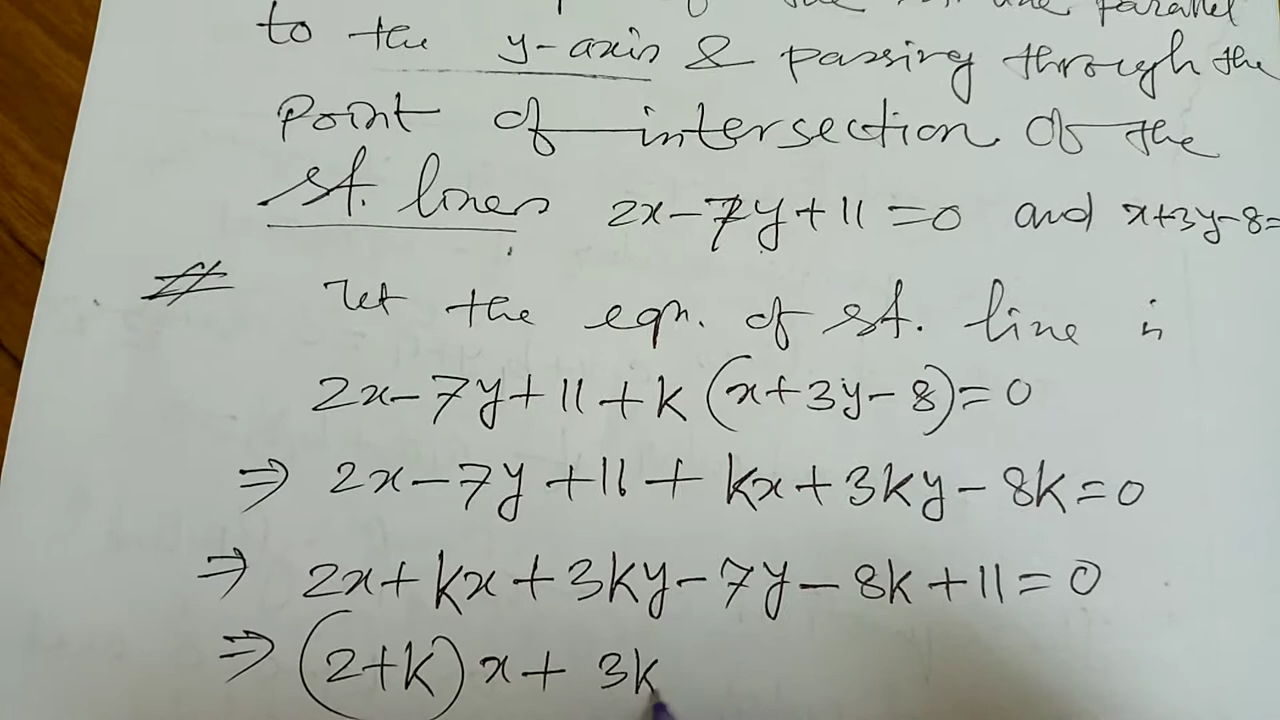 parallel
to the y-axis & passing through the
point of intersection of the
st. lines 2x-7y+11=0 and x+3y-8=
Let the eqn. of st. line is
2x-7y+11+k(x+3y-8)=0
⇒ 2x-7y+11+kx+3ky-8k=0
⇒ 2x+kx+3ky-7y-8k+11=0
⇒ (2+k)x+3k